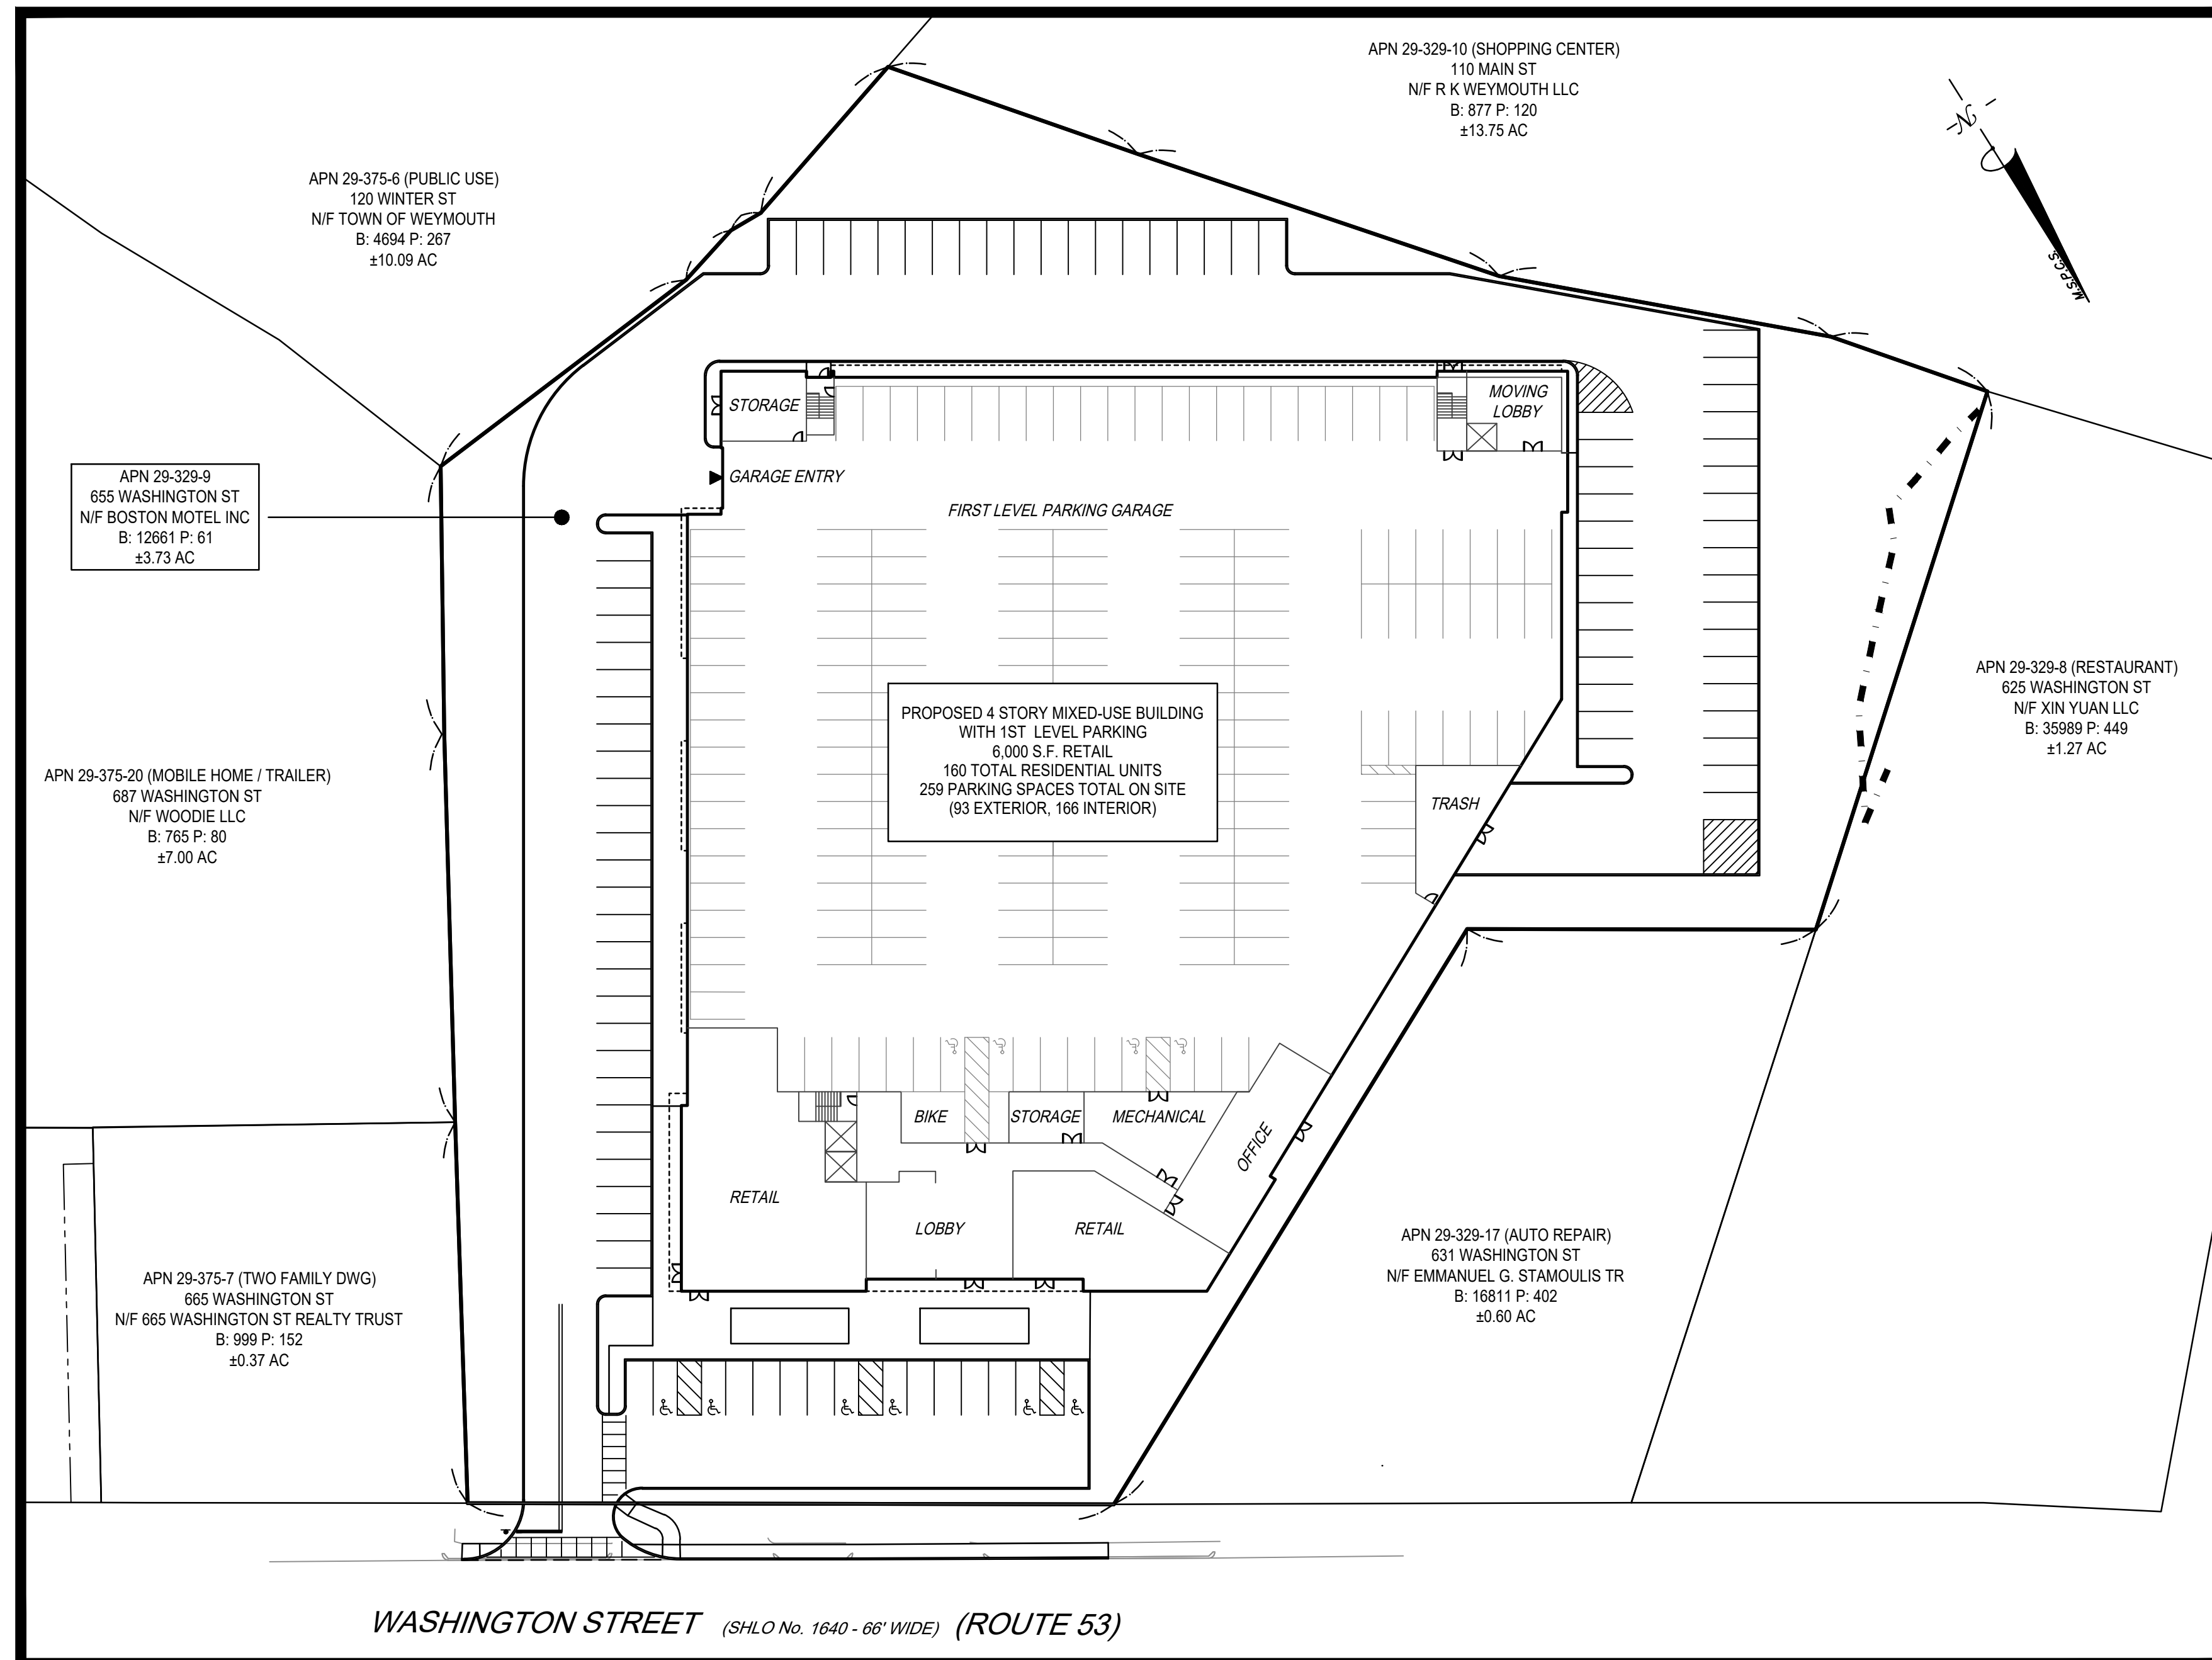 APN 29-329-10 (SHOPPING CENTER)
110 MAIN ST
N/F R K WEYMOUTH LLC
B: 877 P: 120
±13.75 AC
N
M.S.P.C.S.
APN 29-375-6 (PUBLIC USE)
120 WINTER ST
N/F TOWN OF WEYMOUTH
B: 4694 P: 267
±10.09 AC
STORAGE
MOVING
LOBBY
GARAGE ENTRY
FIRST LEVEL PARKING GARAGE
APN 29-329-9
655 WASHINGTON ST
N/F BOSTON MOTEL INC
B: 12661 P: 61
±3.73 AC
APN 29-329-8 (RESTAURANT)
625 WASHINGTON ST
N/F XIN YUAN LLC
B: 35989 P: 449
±1.27 AC
PROPOSED 4 STORY MIXED-USE BUILDING
WITH 1ST LEVEL PARKING
6,000 S.F. RETAIL
160 TOTAL RESIDENTIAL UNITS
259 PARKING SPACES TOTAL ON SITE
(93 EXTERIOR, 166 INTERIOR)
APN 29-375-20 (MOBILE HOME / TRAILER)
687 WASHINGTON ST
N/F WOODIE LLC
B: 765 P: 80
±7.00 AC
TRASH
BIKE
STORAGE
MECHANICAL
OFFICE
RETAIL
LOBBY
RETAIL
APN 29-329-17 (AUTO REPAIR)
631 WASHINGTON ST
N/F EMMANUEL G. STAMOULIS TR
B: 16811 P: 402
±0.60 AC
APN 29-375-7 (TWO FAMILY DWG)
665 WASHINGTON ST
N/F 665 WASHINGTON ST REALTY TRUST
B: 999 P: 152
±0.37 AC
WASHINGTON STREET (SHLO No. 1640 - 66' WIDE) (ROUTE 53)